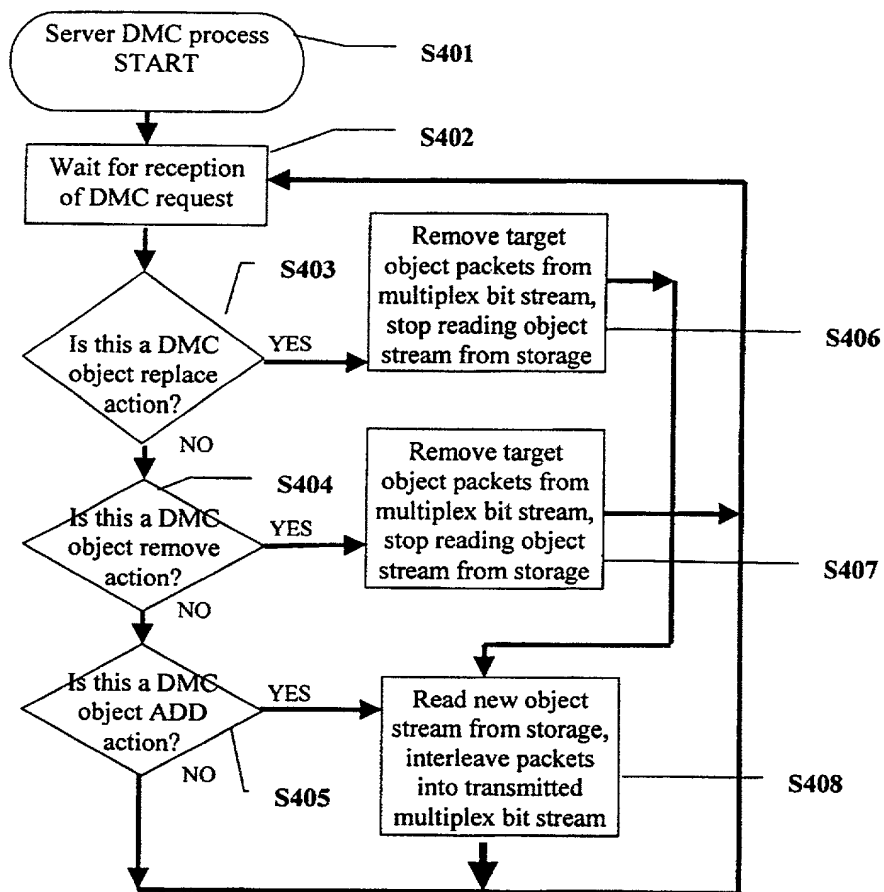 Server DMC process
START
S401
S402
Wait for reception
of DMC request
S403
Is this a DMC
object replace
action?
YES
NO
Remove target
object packets from
multiplex bit stream,
stop reading object
stream from storage
S406
S404
Is this a DMC
object remove
action?
YES
NO
Remove target
object packets from
multiplex bit stream,
stop reading object
stream from storage
S407
Is this a DMC
object ADD
action?
YES
NO
S405
Read new object
stream from storage,
interleave packets
into transmitted
multiplex bit stream
S408